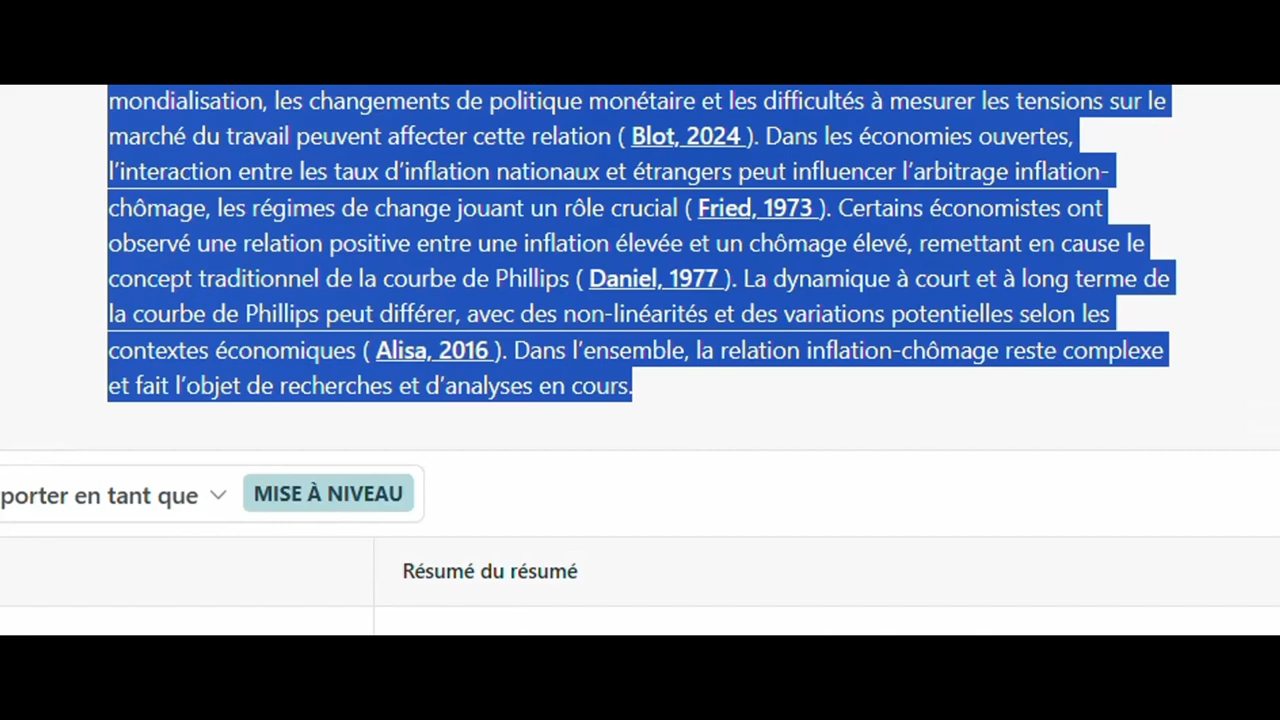 mondialisation, les changements de politique monétaire et les difficultés à mesurer les tensions sur le
marché du travail peuvent affecter cette relation ( Blot, 2024 ). Dans les économies ouvertes,
l’interaction entre les taux d’inflation nationaux et étrangers peut influencer l’arbitrage inflation-
chômage, les régimes de change jouant un rôle crucial ( Fried, 1973 ). Certains économistes ont
observé une relation positive entre une inflation élevée et un chômage élevé, remettant en cause le
concept traditionnel de la courbe de Phillips ( Daniel, 1977 ). La dynamique à court et à long terme de
la courbe de Phillips peut différer, avec des non-linéarités et des variations potentielles selon les
contextes économiques ( Alisa, 2016 ). Dans l’ensemble, la relation inflation-chômage reste complexe
et fait l’objet de recherches et d’analyses en cours.
porter en tant que MISE À NIVEAU
Résumé du résumé